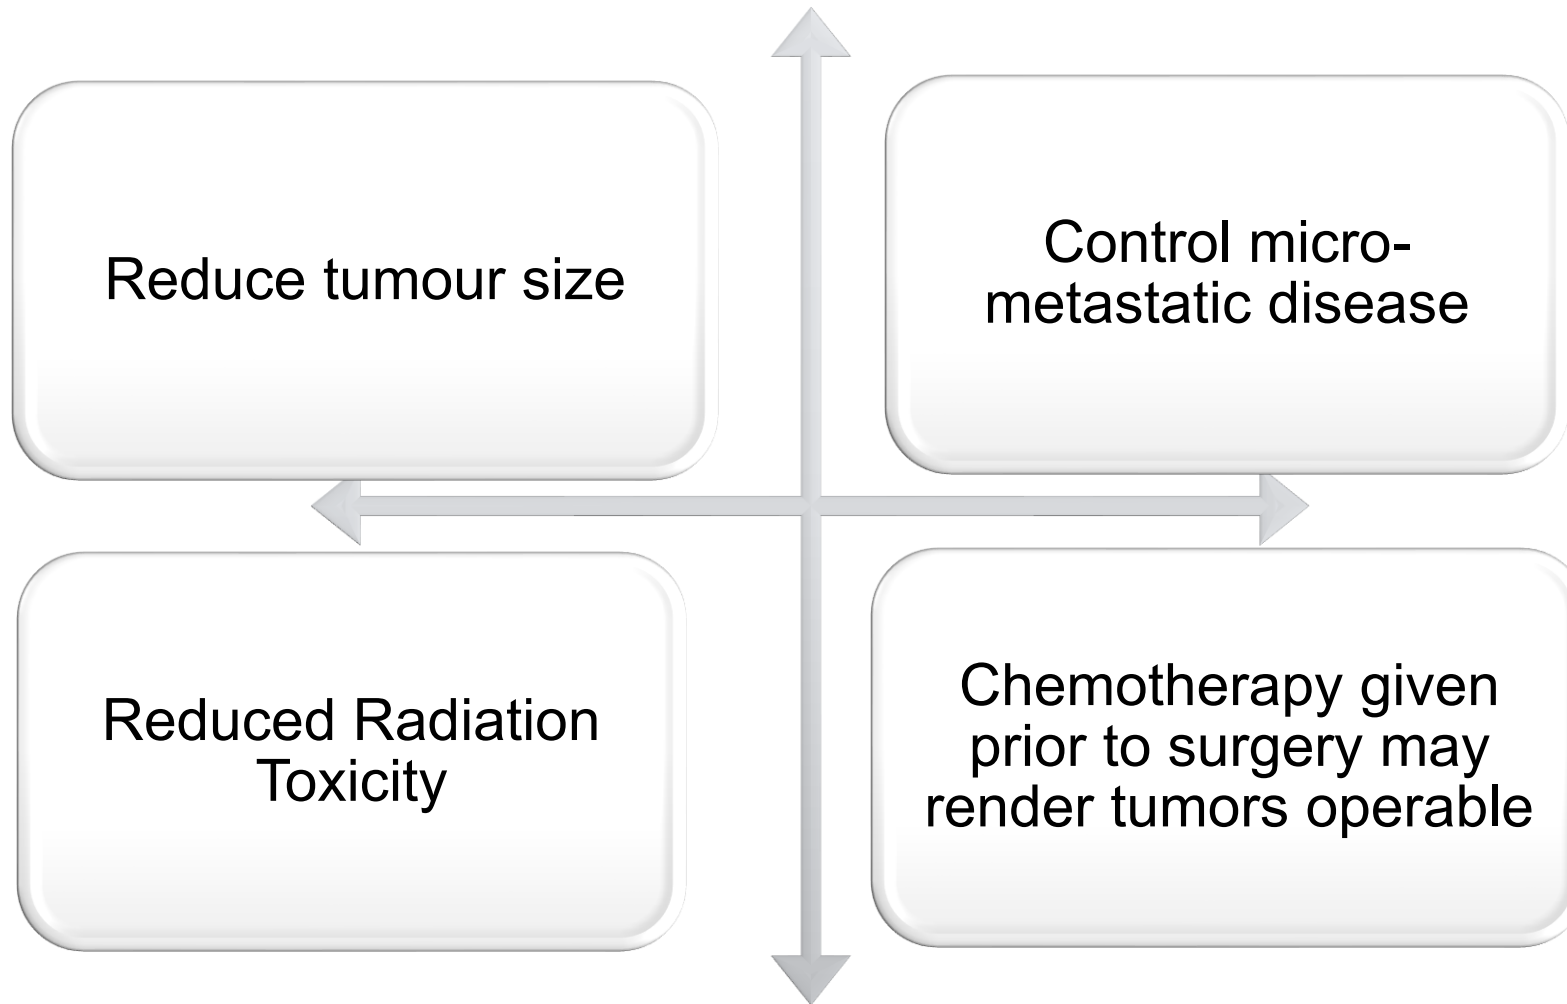 Reduce tumour size
Control micro-
metastatic disease
Reduced Radiation
Toxicity
Chemotherapy given
prior to surgery may
render tumors operable